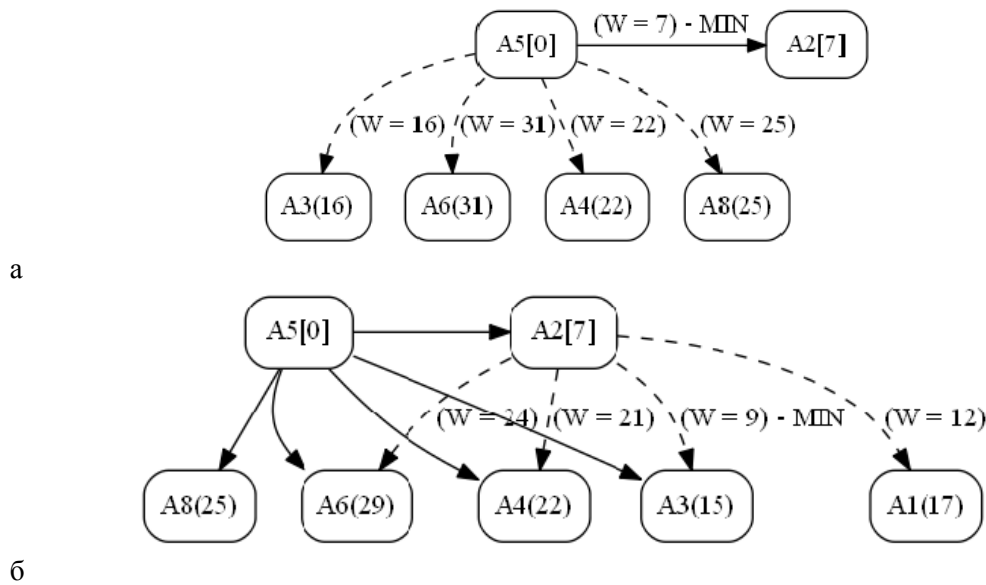 (W = 7) - MIN
A5[0] A2[7]
(W = 16) (W = 31) (W = 22) (W = 25)
A3(16) A6(31) A4(22) A8(25)
а
A5[0] A2[7]
(W = 24) (W = 21) (W = 9) - MIN (W = 12)
A8(25) A6(29) A4(22) A3(15) A1(17)
б